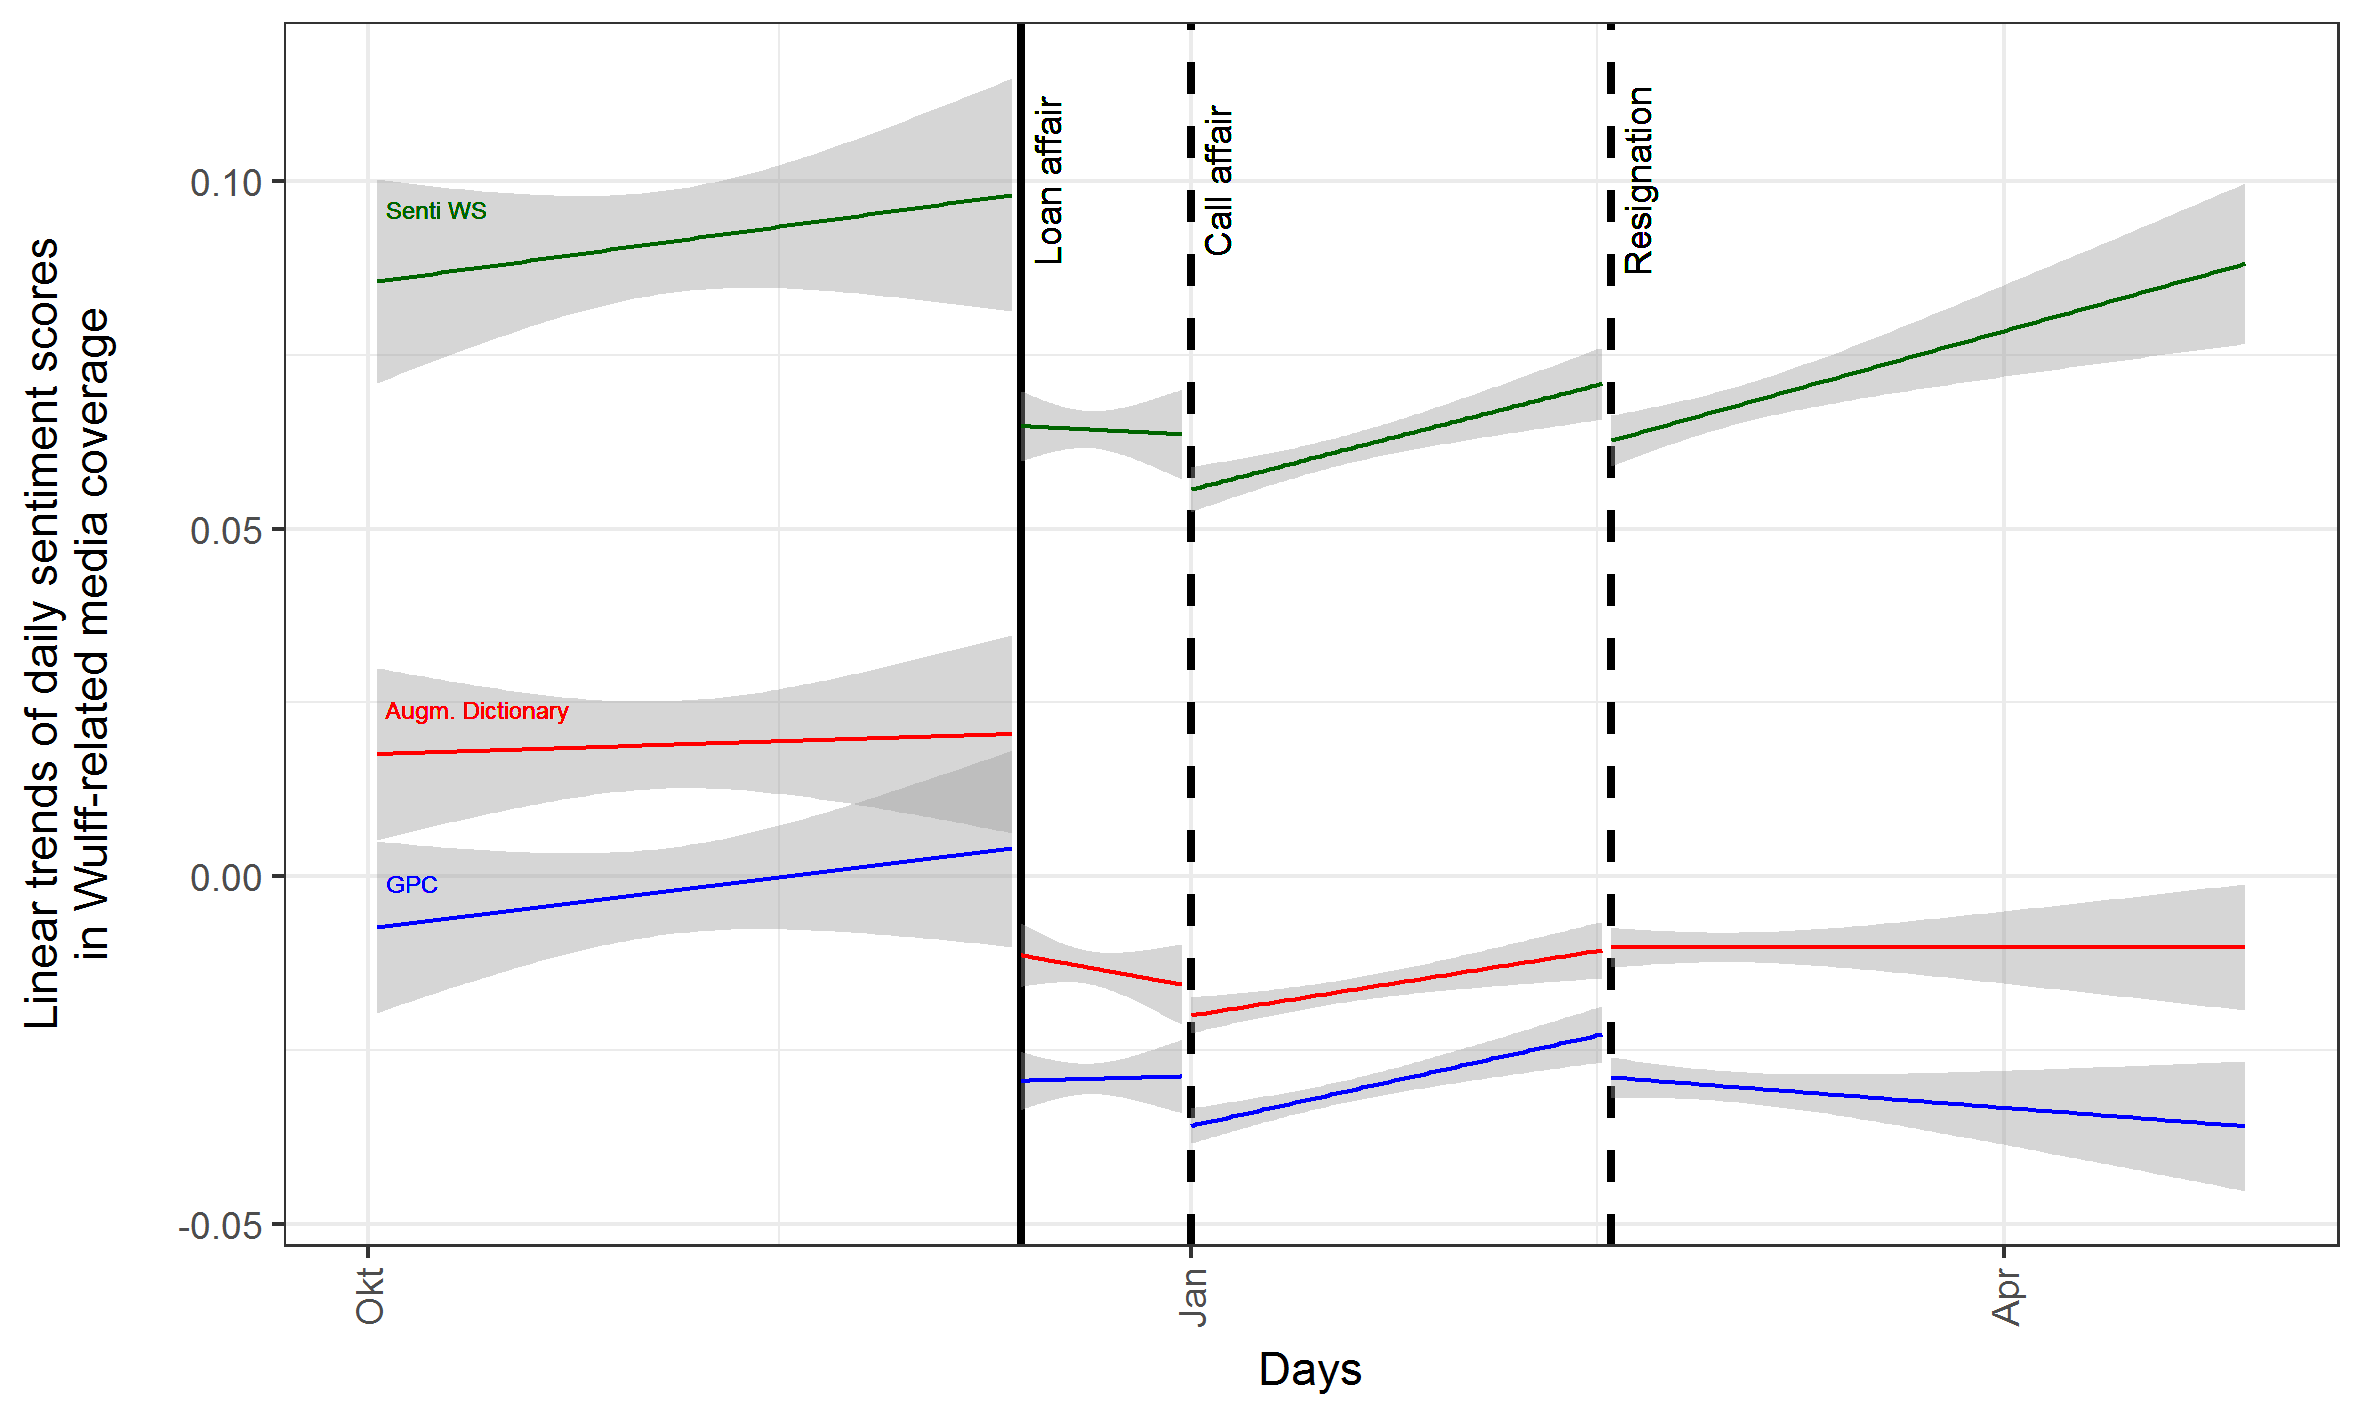 Linear trends of daily sentiment scores
in Wulff-related media coverage
0.10
0.05
0.00
-0.05
Senti WS
Augm. Dictionary
GPC
Loan affair
Call affair
Resignation
Okt
Jan
Apr
Days